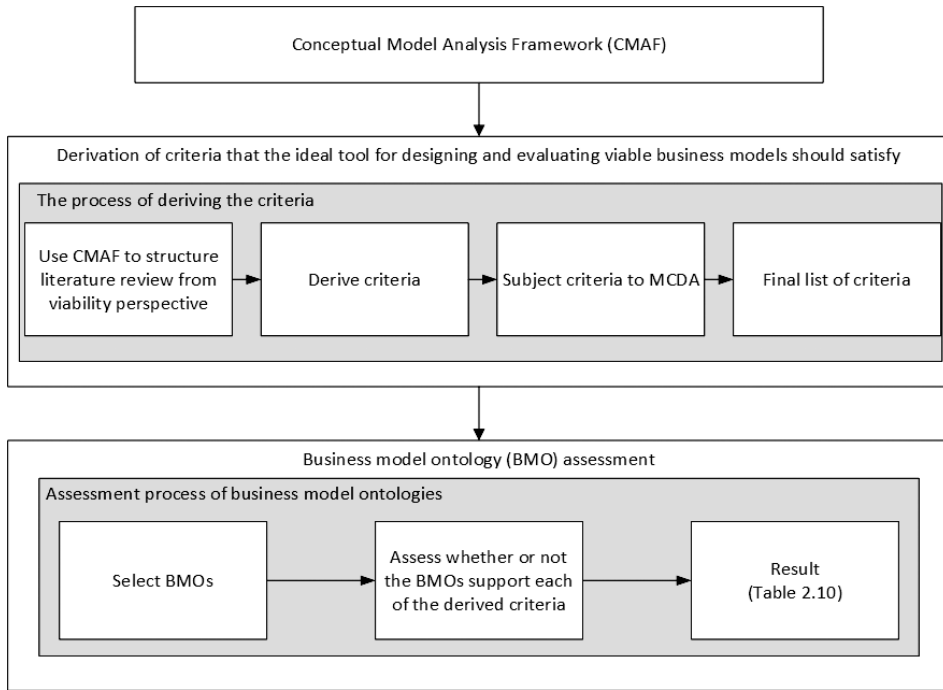 Conceptual Model Analysis Framework (CMAF)
Derivation of criteria that the ideal tool for designing and evaluating viable business models should satisfy
The process of deriving the criteria
Use CMAF to structure
literature review from
viability perspective
Derive criteria
Subject criteria to MCDA
Final list of criteria
Business model ontology (BMO) assessment
Assessment process of business model ontologies
Select BMOs
Assess whether or not
the BMOs support each
of the derived criteria
Result
(Table 2.10)